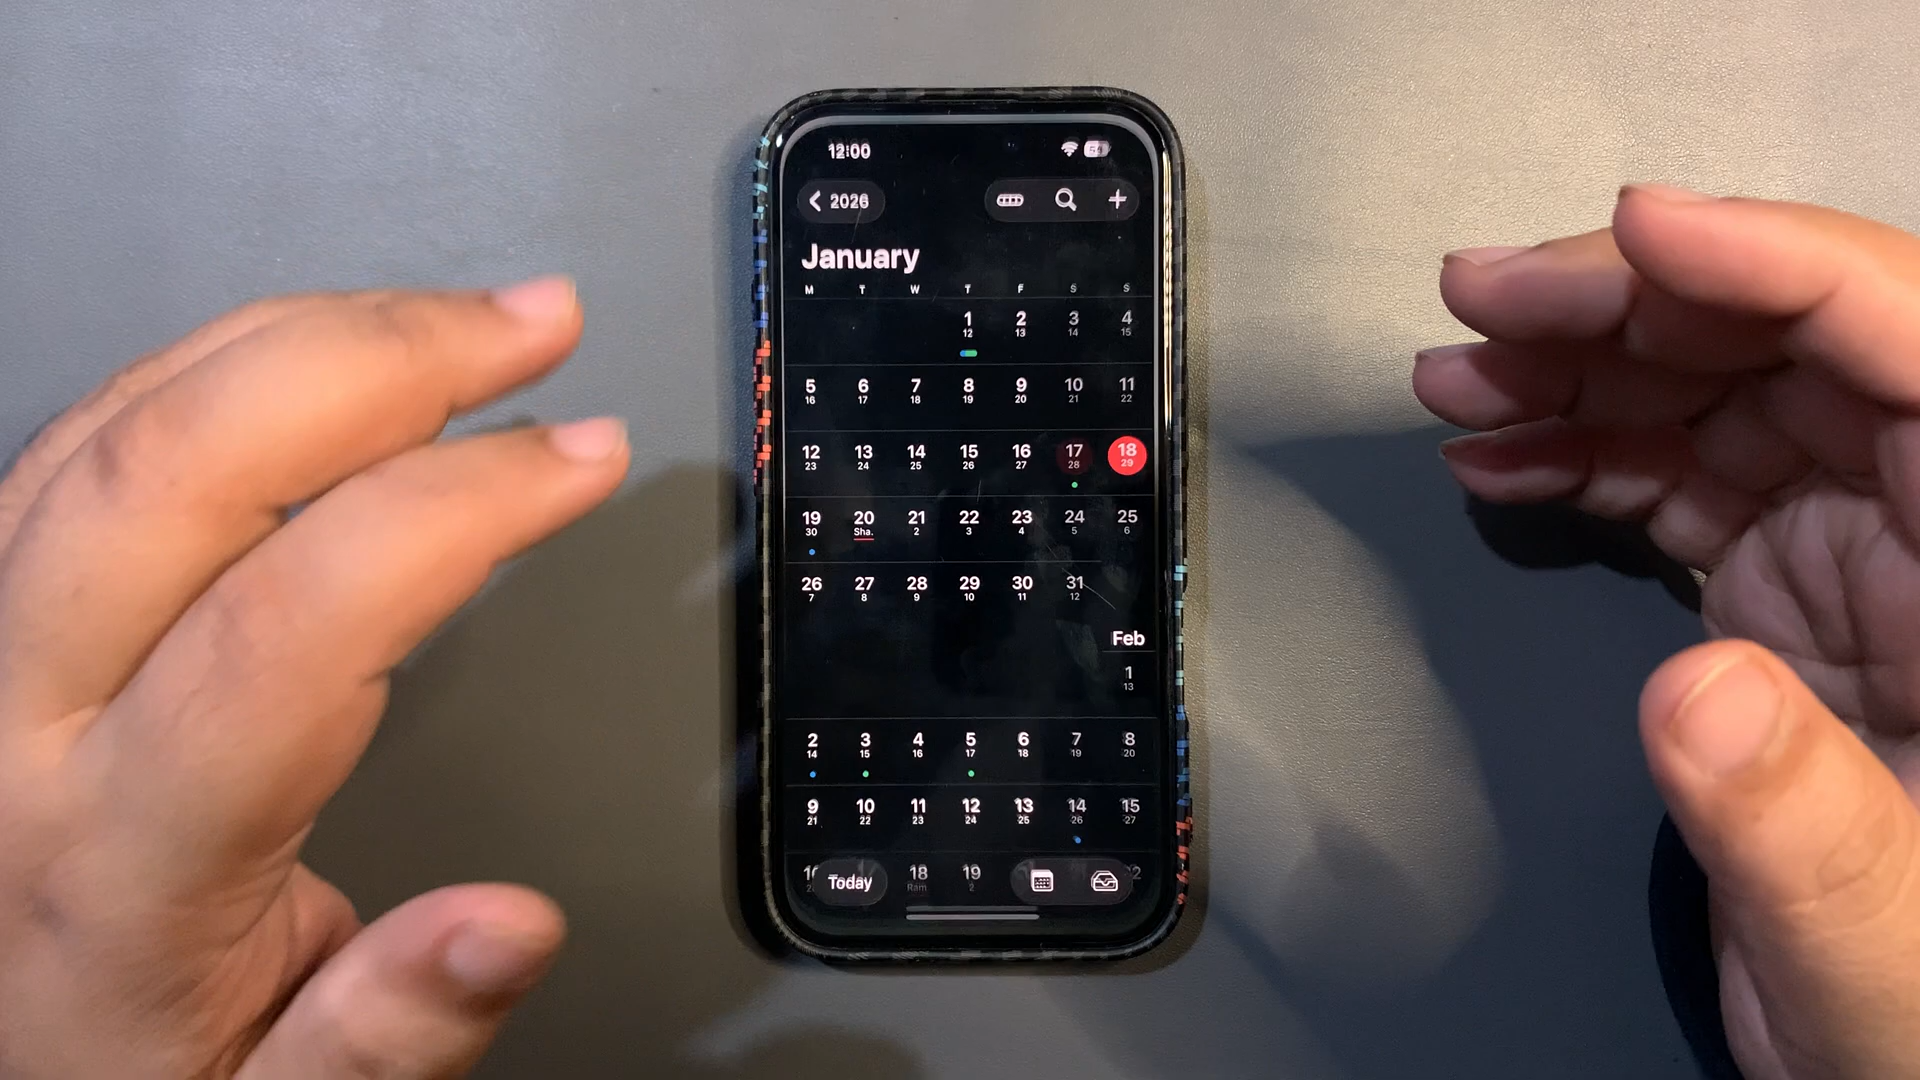 12:00
2026
January
M T W T F S S
1 2 3 4
12 13 14 15
5 6 7 8 9 10 11
16 17 18 19 20 21 22
12 13 14 15 16 17 18
23 24 25 26 27 28 29
19 20 21 22 23 24 25
30 Sha. 2 3 4 5 6
26 27 28 29 30 31
7 8 9 10 11 12
Feb
1
13
2 3 4 5 6 7 8
14 15 16 17 18 19 20
9 10 11 12 13 14 15
21 22 23 24 25 26 27
Today 18 19
Ram 2